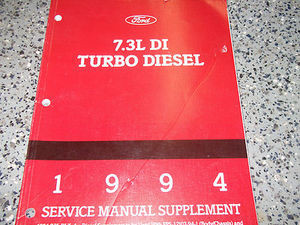 Ford
7.3L DI
TURBO DIESEL
1 9 9 4
SERVICE MANUAL SUPPLEMENT